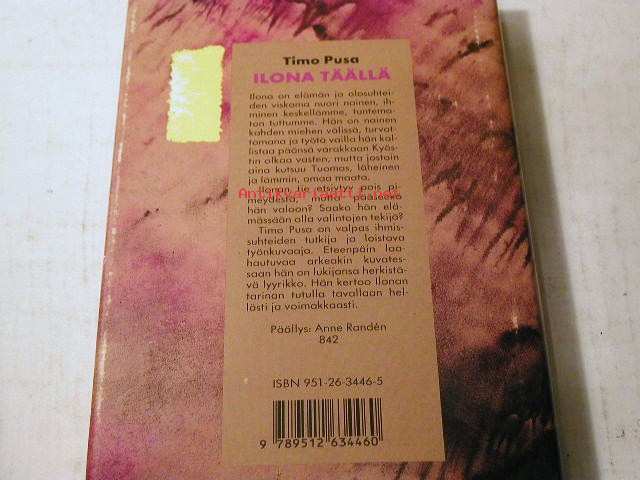 Timo Pusa
ILONA TÄÄLLÄ
Ilona on elämän ja olosuhtei-
den viskoma nuori nainen, ih-
minen keskellämme, tuntema-
ton tuttumme. Hän on nainen
kahden miehen välissä, turvat-
tomana ja työtä vailla hän kal-
listaa päänsä varakkaan Kyös-
tin olkaa vasten, mutta jostain
aina kutsuu Tuomas, läheinen
ja lämmin, omaa maata.
Ilonan tie etsiytyy pois pi-
meydestä, mutta pääseekö
hän valoon? Saako hän elä-
mässään olla valintojen tekijä?
Timo Pusa on valpas ihmis-
suhteiden tutkija ja loistava
työnkuvaaja. Eteenpäin laa-
hautuvaa arkeakin kuvates-
saan hän on lukijansa herkistä-
vä lyyrikko. Hän kertoo Ilonan
tarinan tutulla tavallaan hel-
lästi ja voimakkaasti.
Päällys: Anne Randén
842
ISBN 951-26-3446-5
9 789512 634460